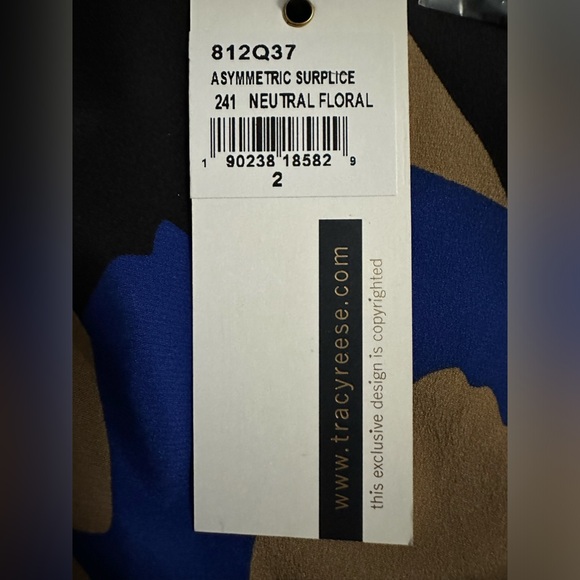 812Q37
ASYMMETRIC SURPLICE
241 NEUTRAL FLORAL
1 90238 18582 9
2
www.tracyreese.com
this exclusive design is copyrighted